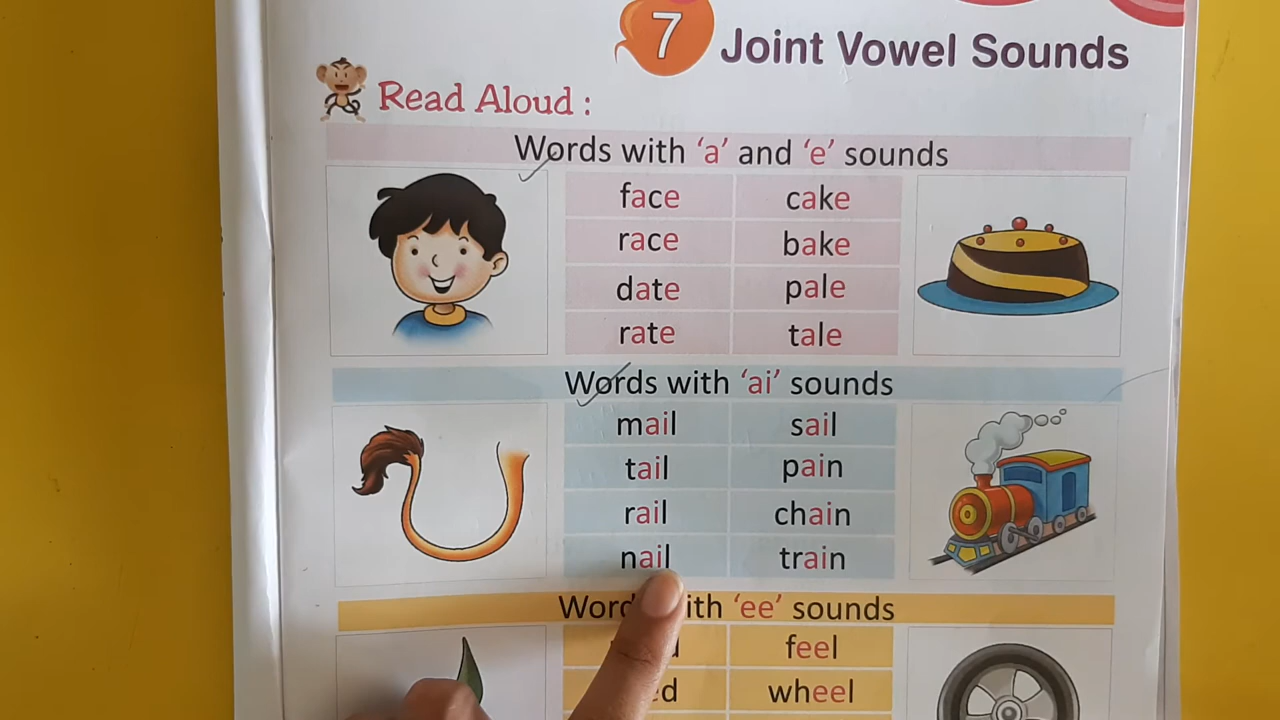 7 Joint Vowel Sounds
Read Aloud :
Words with 'a' and 'e' sounds
face cake
race bake
date pale
rate tale
Words with 'ai' sounds
mail sail
tail pain
rail chain
nail train
with 'ee' sounds
feel
wheel